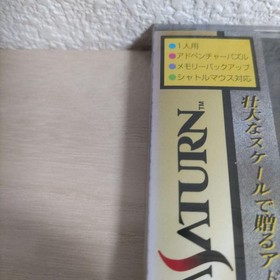 ●1人用
●アドベンチャーパズル
●メモリーバックアップ
●シャトルマウス対応
SATURN™
壮大なスケールで贈るア